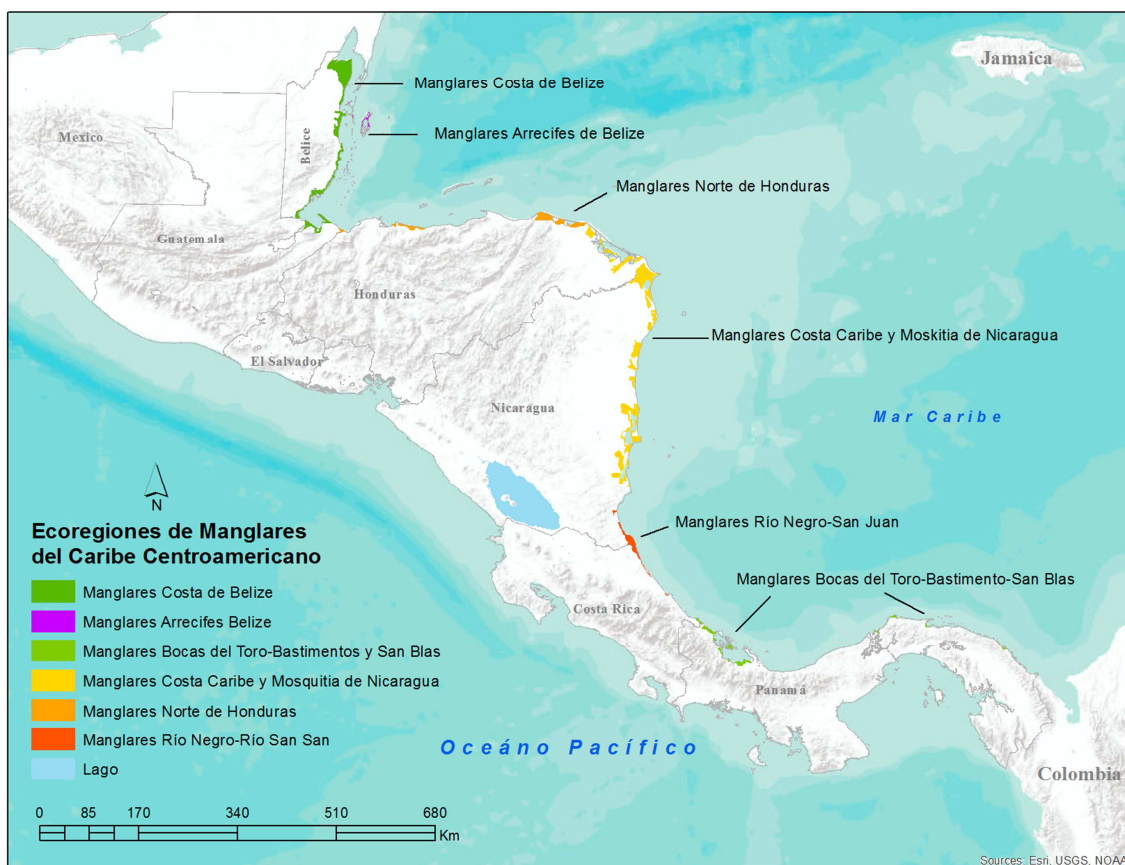 Jamaica
Manglares Costa de Belize
Mexico
Manglares Arrecifes de Belize
Belice
Manglares Norte de Honduras
Guatemala
Honduras
Manglares Costa Caribe y Moskitia de Nicaragua
El Salvador
Nicaragua
Mar Caribe
N
Manglares Río Negro-San Juan
Ecoregiones de Manglares
del Caribe Centroamericano
Manglares Bocas del Toro-Bastimento-San Blas
Manglares Costa de Belize
Costa Rica
Manglares Arrecifes Belize
Manglares Bocas del Toro-Bastimentos y San Blas
Manglares Costa Caribe y Mosquitia de Nicaragua
Panamá
Manglares Norte de Honduras
Manglares Río Negro-Río San San
Oceáno Pacífico
Lago
Colombia
0 85 170 340 510 680
Km
Sources: Esri, USGS, NOAA